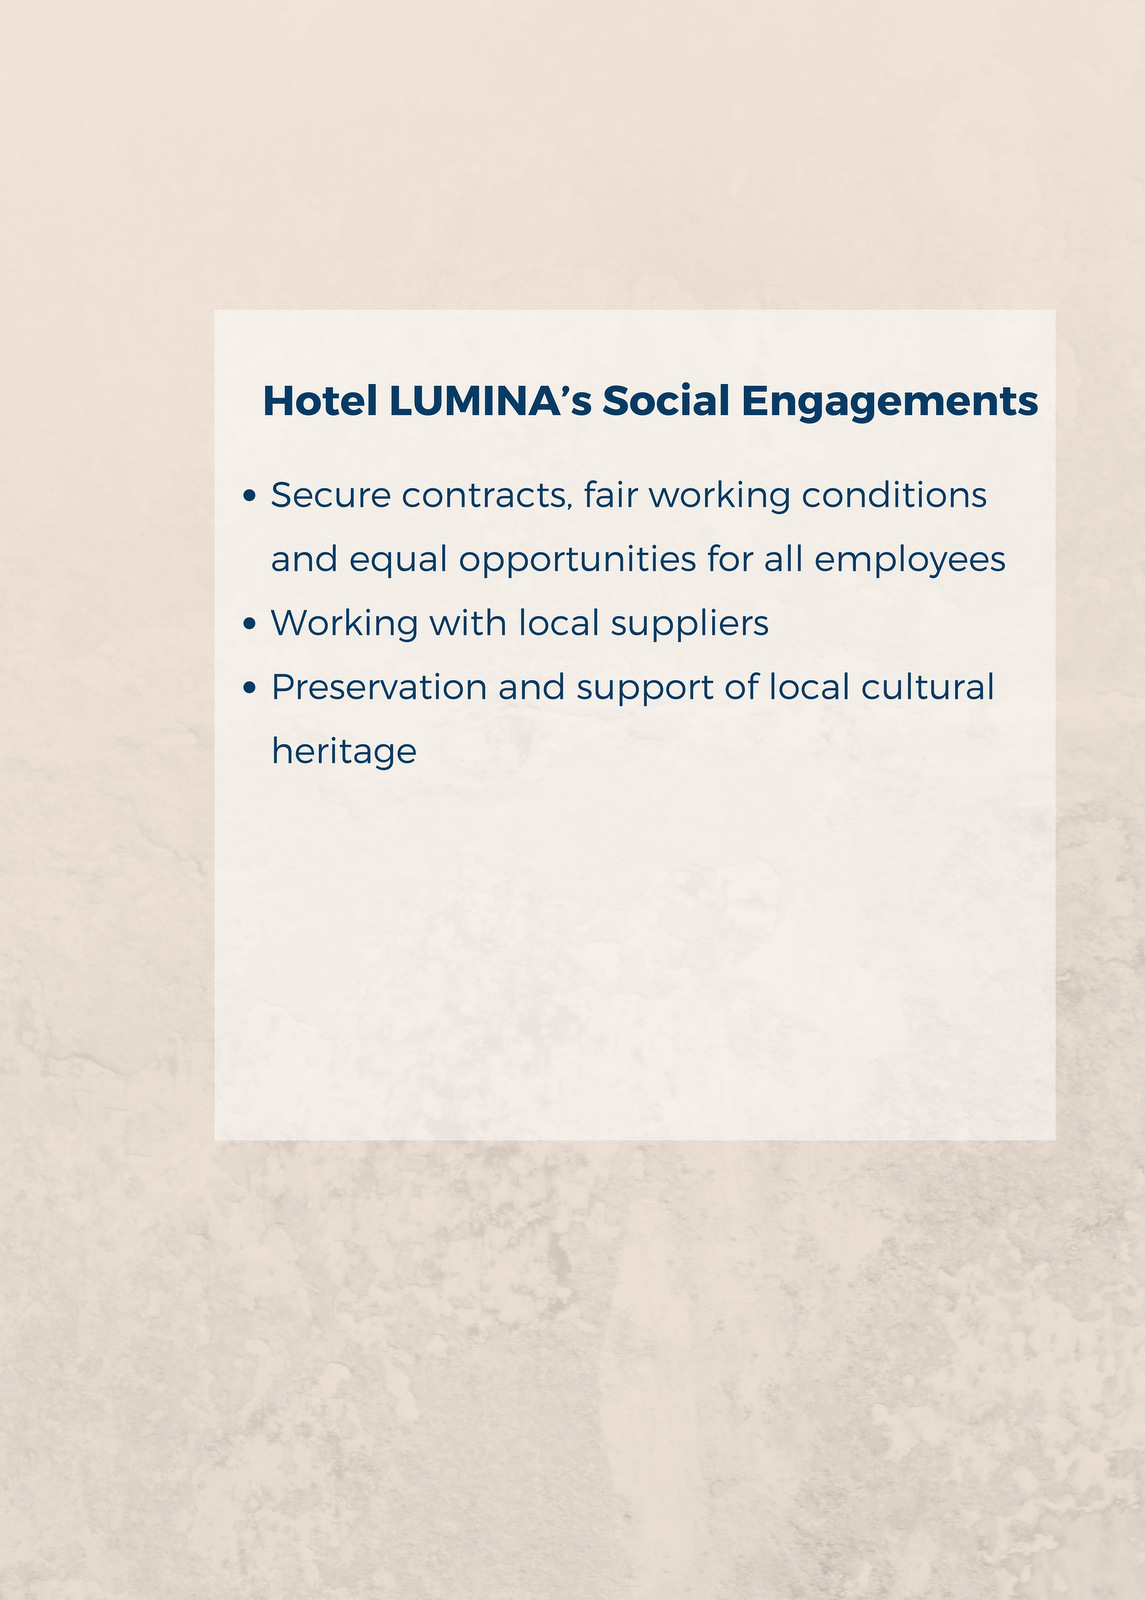 Hotel LUMINA’s Social Engagements
• Secure contracts, fair working conditions
and equal opportunities for all employees
• Working with local suppliers
• Preservation and support of local cultural
heritage